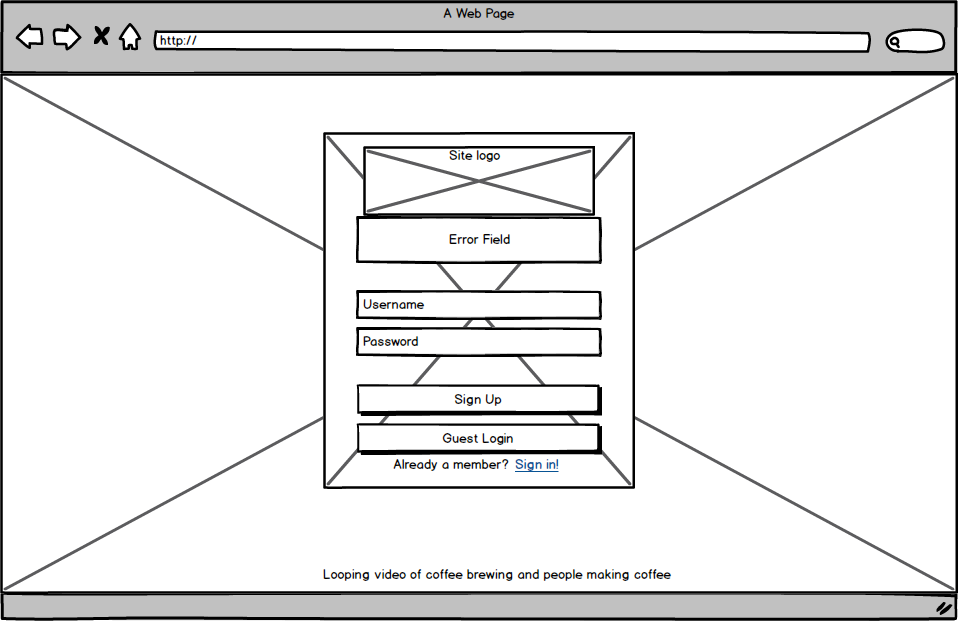 A Web Page
http://
Site logo
Error Field
Username
Password
Sign Up
Guest Login
Already a member? Sign in!
Looping video of coffee brewing and people making coffee